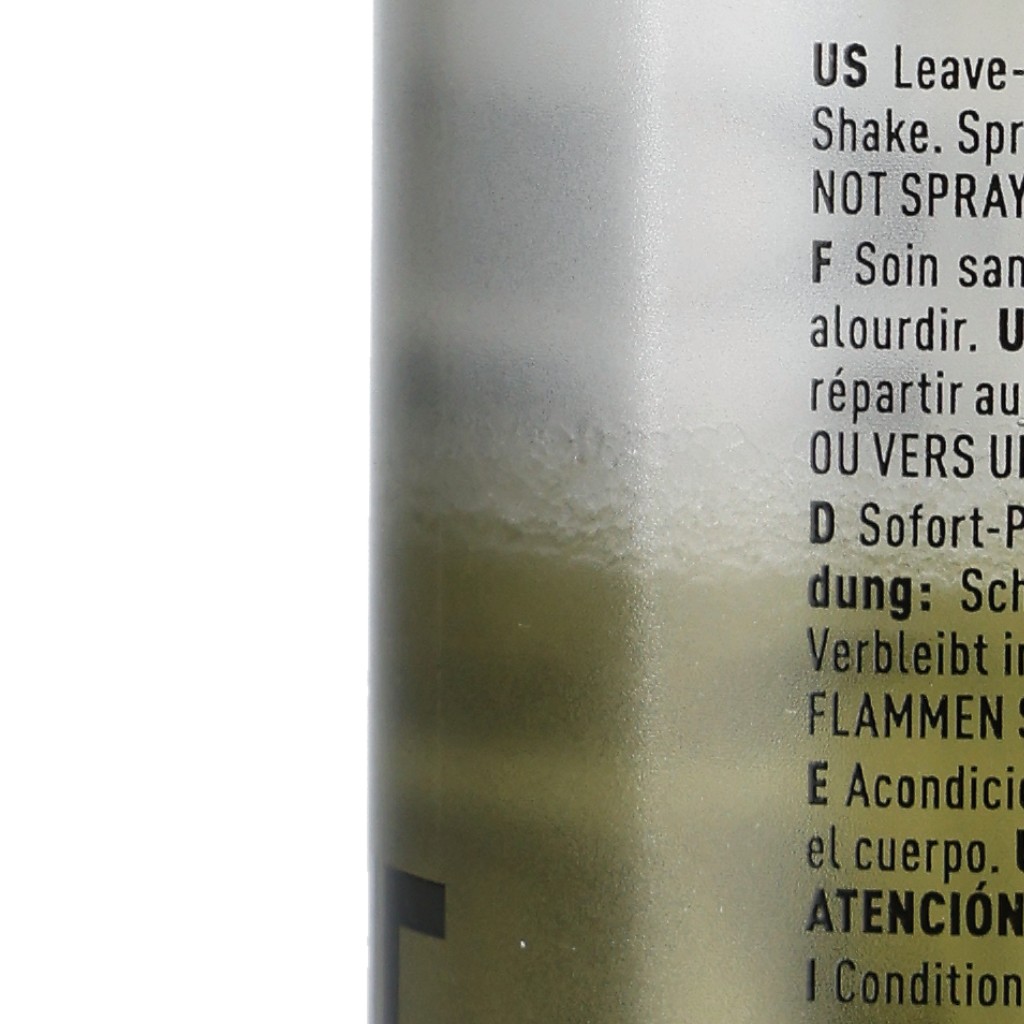 US Leave-
Shake. Spr
NOT SPRAY
F Soin san
alourdir. U
répartir au
OU VERS U
D Sofort-P
dung: Sch
Verbleibt i
FLAMMEN S
E Acondici
el cuerpo.
ATENCIÓN
I Condition